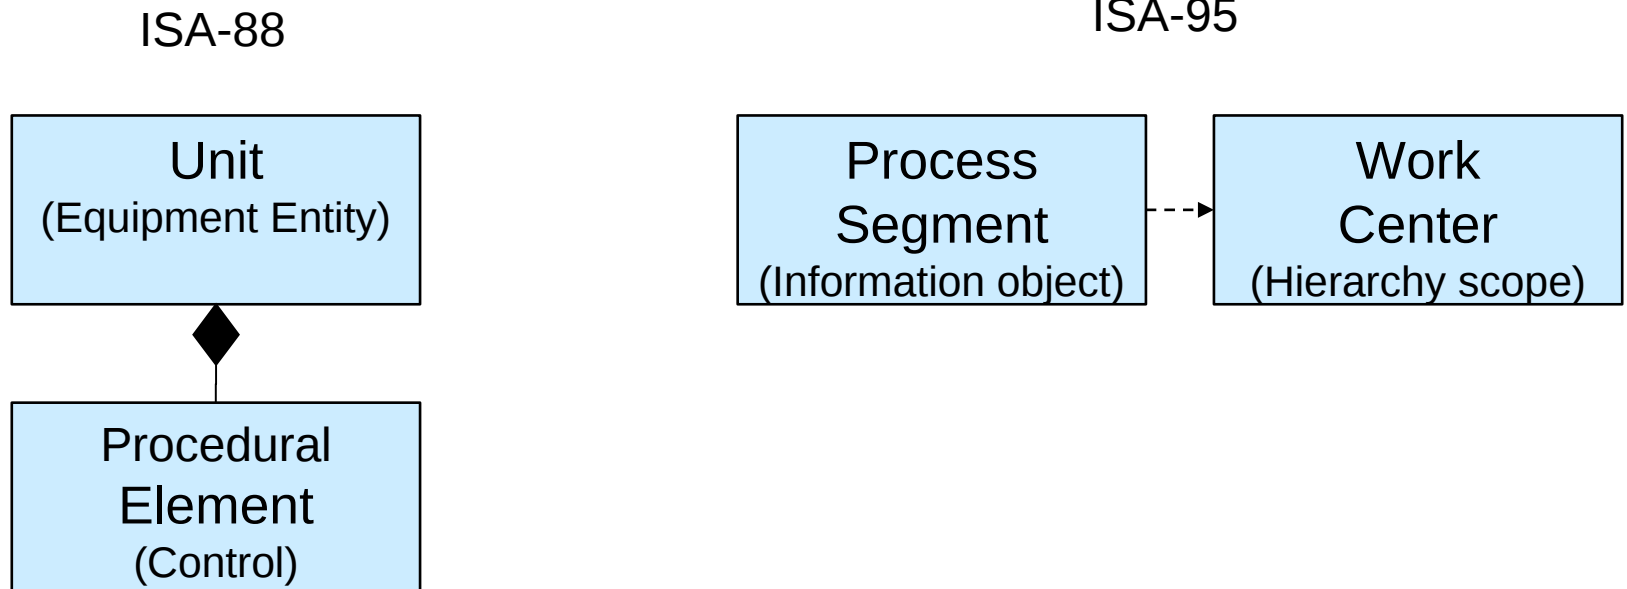 ISA-88
ISA-95
Unit
(Equipment Entity)
Process
Segment
(Information object)
Work
Center
(Hierarchy scope)
Procedural
Element
(Control)